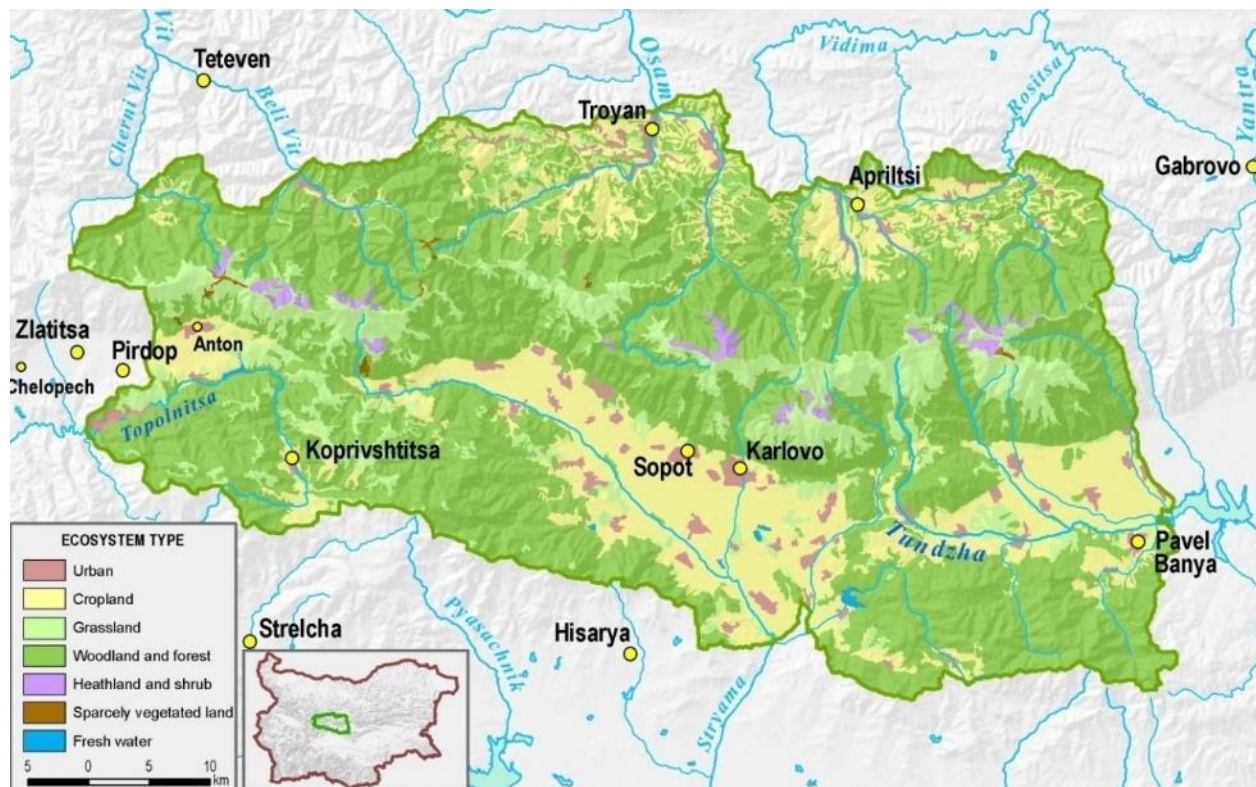 Vit
Teteven
Cherni Vit
Beli Vit
Osam
Troyan
Vidima
Rositsa
Yantra
Gabrovo
Apriltsi
Zlatitsa
Pirdop
Anton
Chelopech
Topolnitsa
Koprivshtitsa
Sopot
Karlovo
Tundzha
Pavel
Banya
Strelcha
Pyasachnik
Hisarya
Stryama
ECOSYSTEM TYPE
Urban
Cropland
Grassland
Woodland and forest
Heathland and shrub
Sparcely vegetated land
Fresh water
5 0 5 10
km